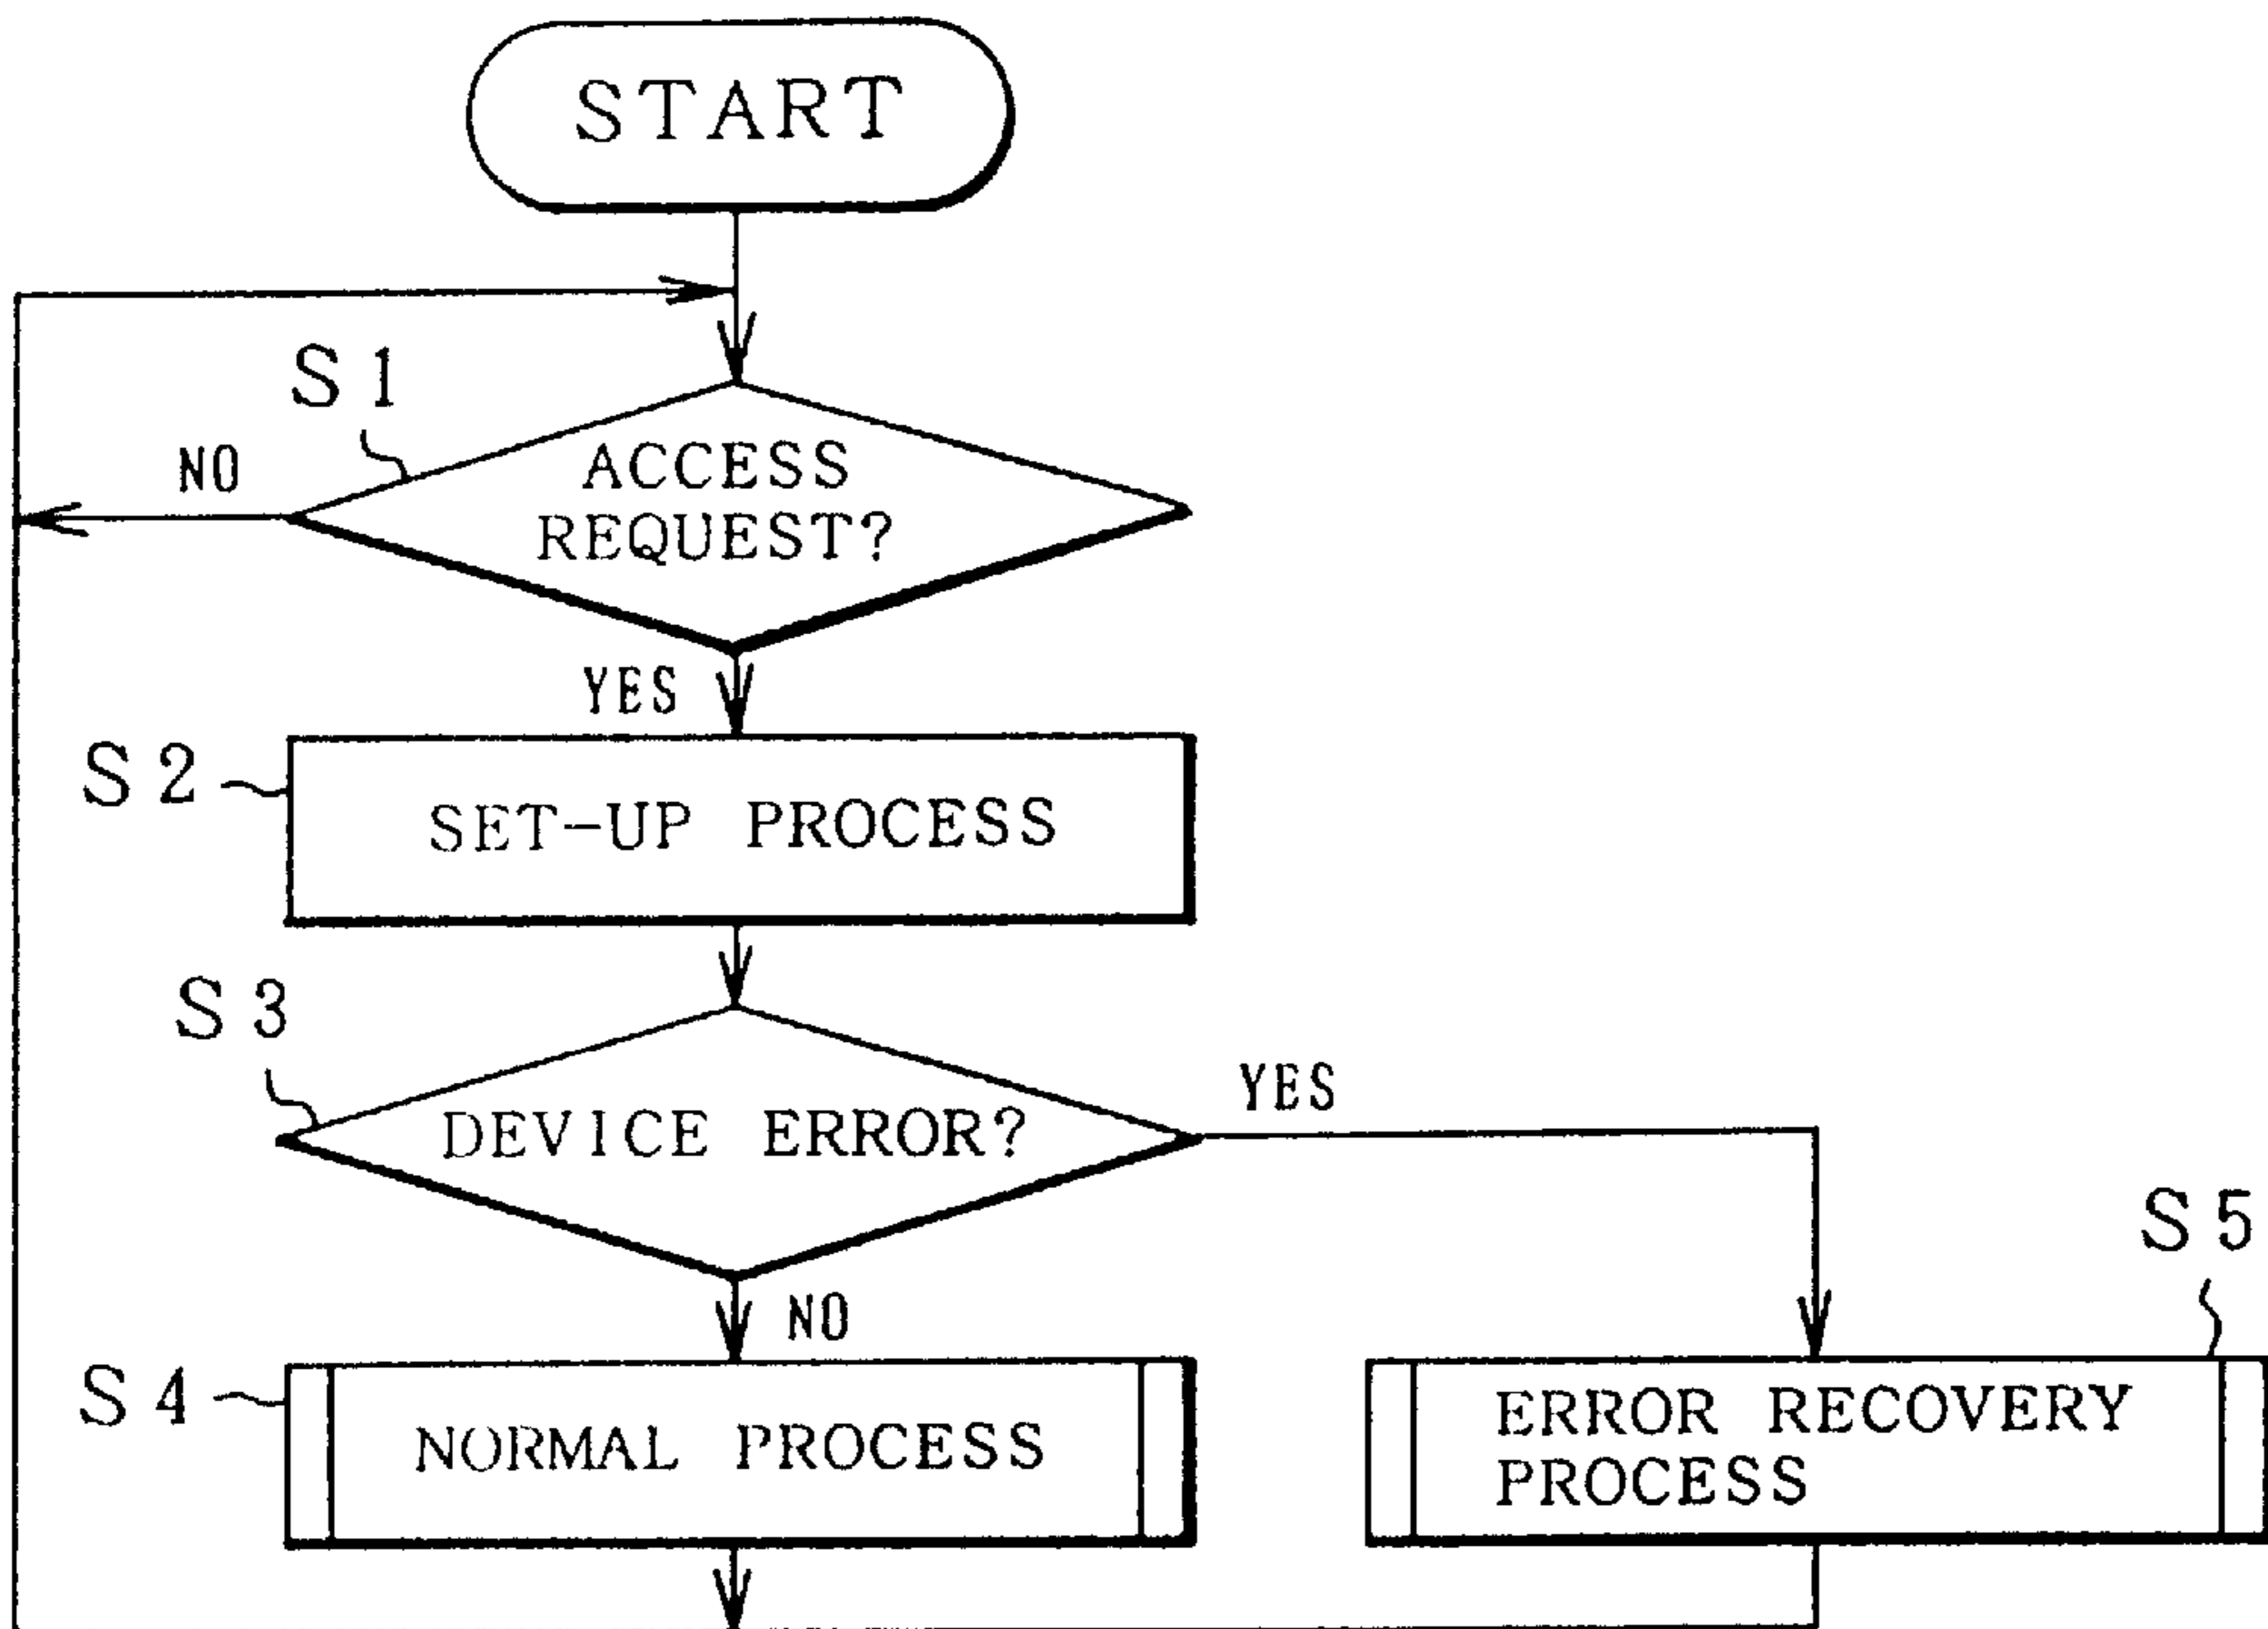 START
S1
NO
ACCESS
REQUEST?
YES
S2
SET-UP PROCESS
S3
DEVICE ERROR?
YES
NO
S5
S4
NORMAL PROCESS
ERROR RECOVERY
PROCESS